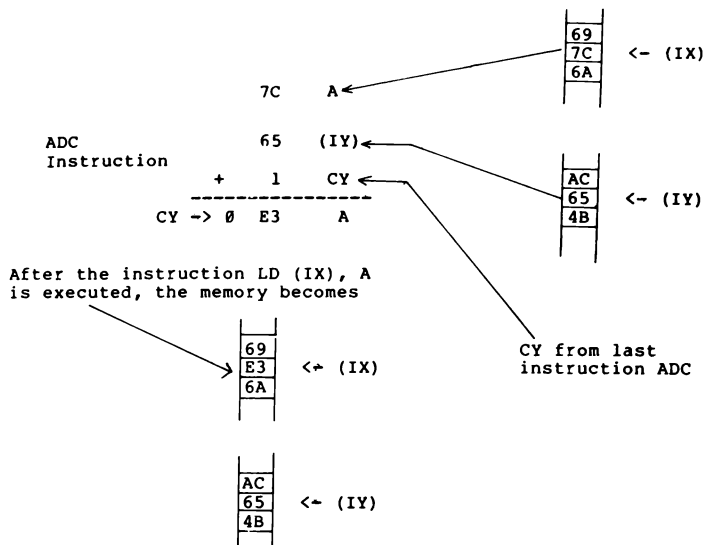 69
7C <- (IX)
6A
7C A
ADC
Instruction
65 (IY)
+ 1 CY
CY -> 0 E3 A
AC
65 <- (IY)
4B
After the instruction LD (IX), A
is executed, the memory becomes
CY from last
instruction ADC
69
E3 <- (IX)
6A
AC
65 <- (IY)
4B